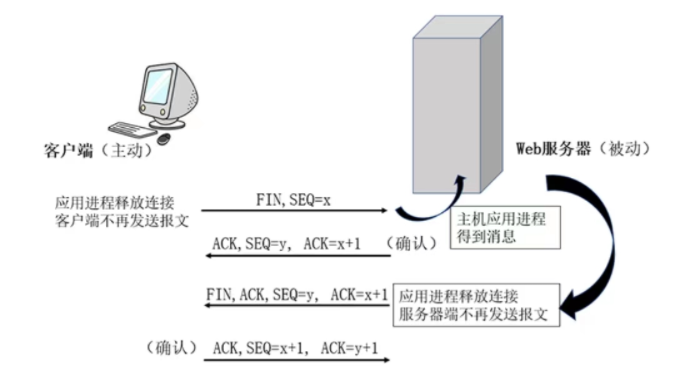 客户端（主动）
Web服务器（被动）
应用进程释放连接
客户端不再发送报文
FIN,SEQ=x
主机应用进程
得到消息
ACK,SEQ=y, ACK=x+1 （确认）
FIN,ACK,SEQ=y, ACK=x+1
应用进程释放连接
服务器端不再发送报文
（确认） ACK,SEQ=x+1, ACK=y+1